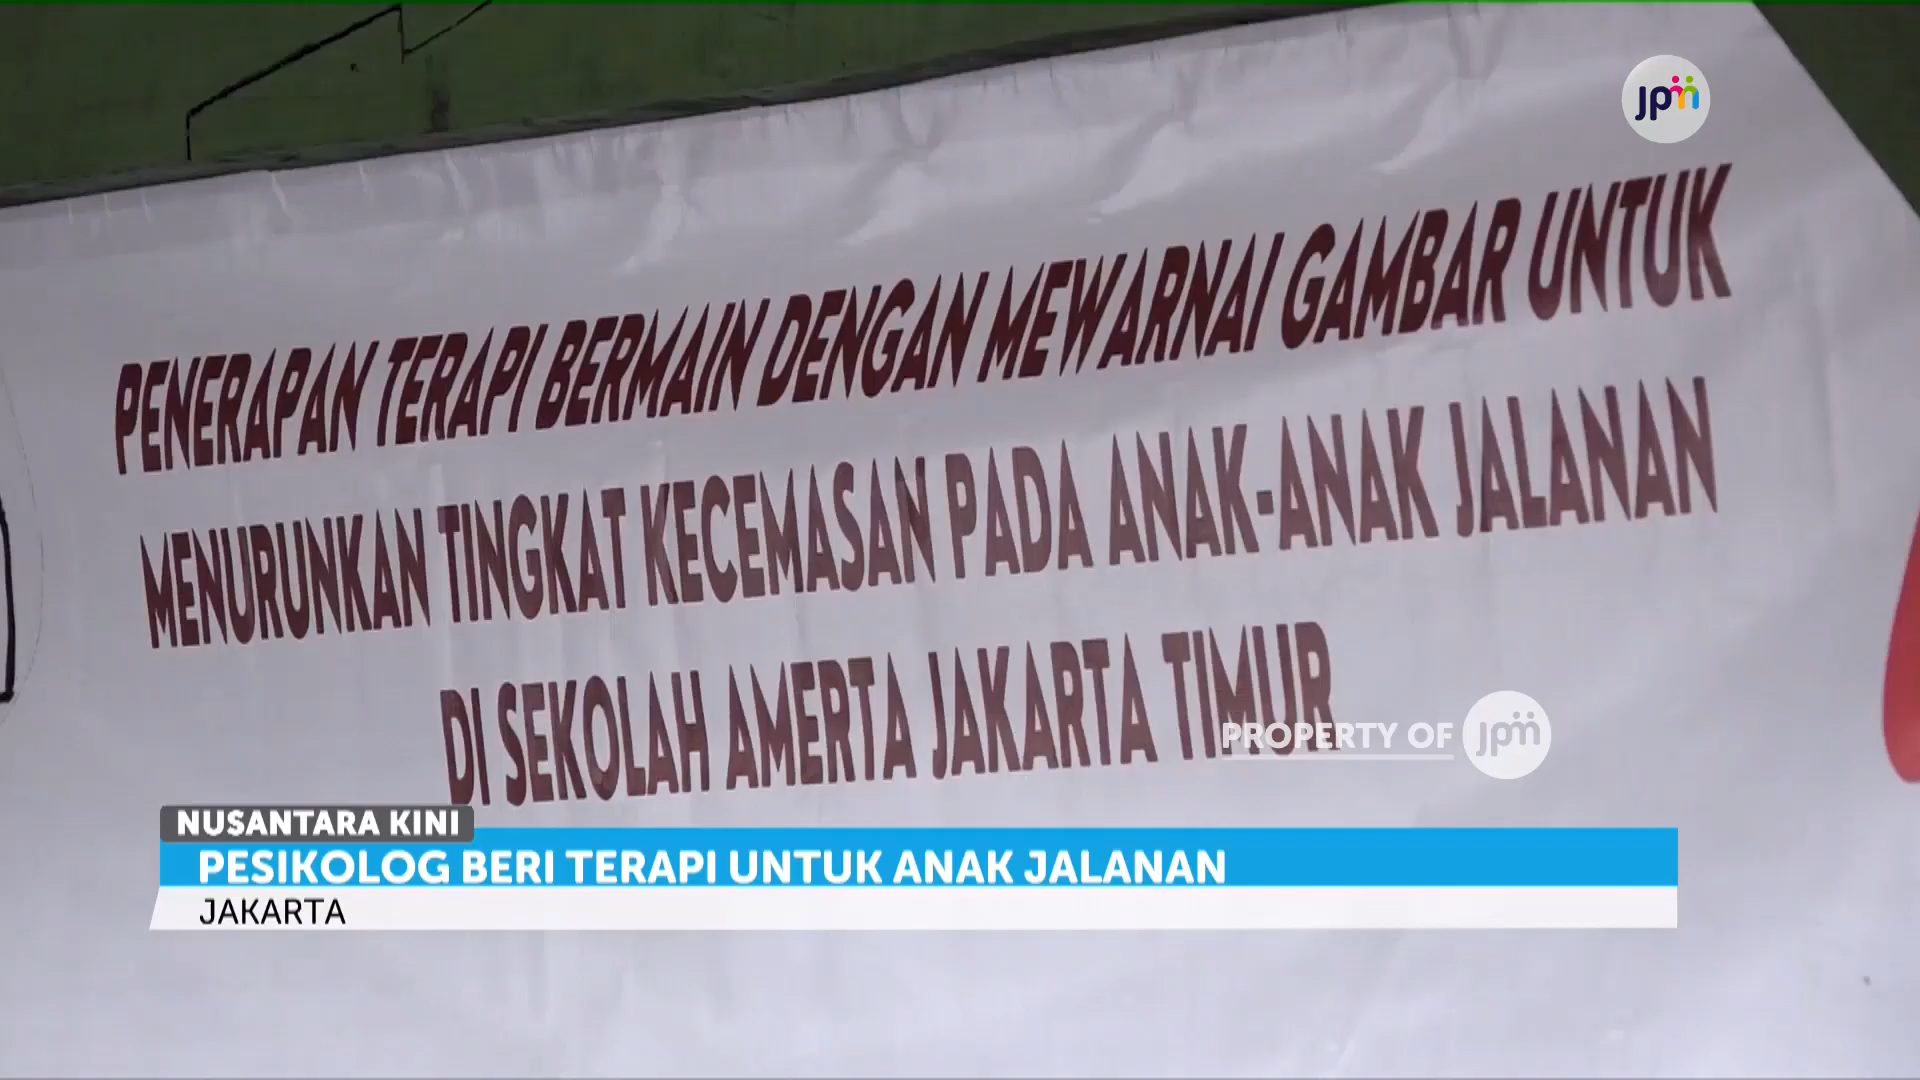 jpm
PENERAPAN TERAPI BERMAIN DENGAN MEWARNAI GAMBAR UNTUK
MENURUNKAN TINGKAT KECEMASAN PADA ANAK-ANAK JALANAN
DI SEKOLAH AMERTA JAKARTA TIMUR
PROPERTY OF jpm
NUSANTARA KINI
PESIKOLOG BERI TERAPI UNTUK ANAK JALANAN
JAKARTA